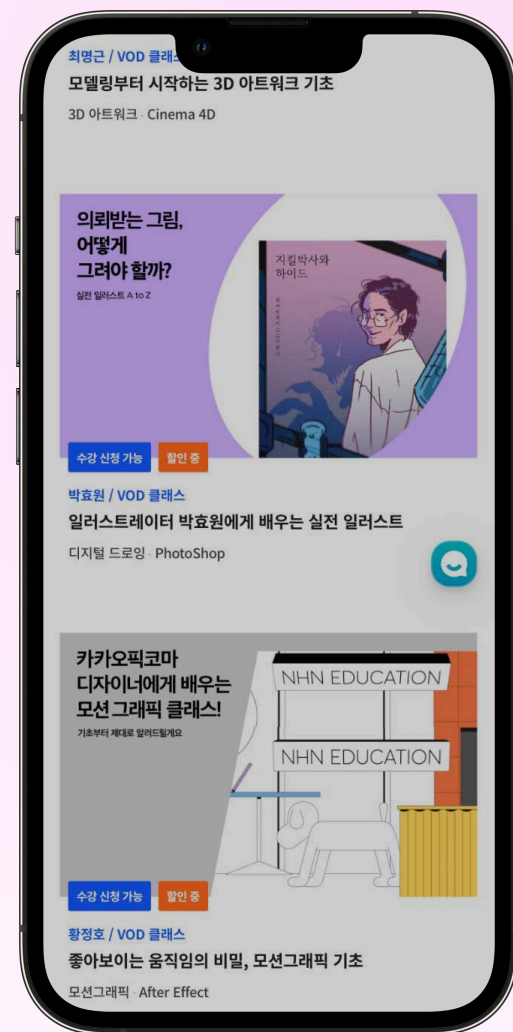 최명근 / VOD 클래스
모델링부터 시작하는 3D 아트워크 기초
3D 아트워크 · Cinema 4D
의뢰받는 그림,
어떻게
그려야 할까?
실전 일러스트 A to Z
지킬박사와
하이드
수강 신청 가능
할인 중
박효원 / VOD 클래스
일러스트레이터 박효원에게 배우는 실전 일러스트
디지털 드로잉 · PhotoShop
카카오픽코마
디자이너에게 배우는
모션 그래픽 클래스!
기초부터 제대로 알려드릴게요
NHN EDUCATION
NHN EDUCATION
수강 신청 가능
할인 중
황정호 / VOD 클래스
좋아보이는 움직임의 비밀, 모션그래픽 기초
모션그래픽 · After Effect